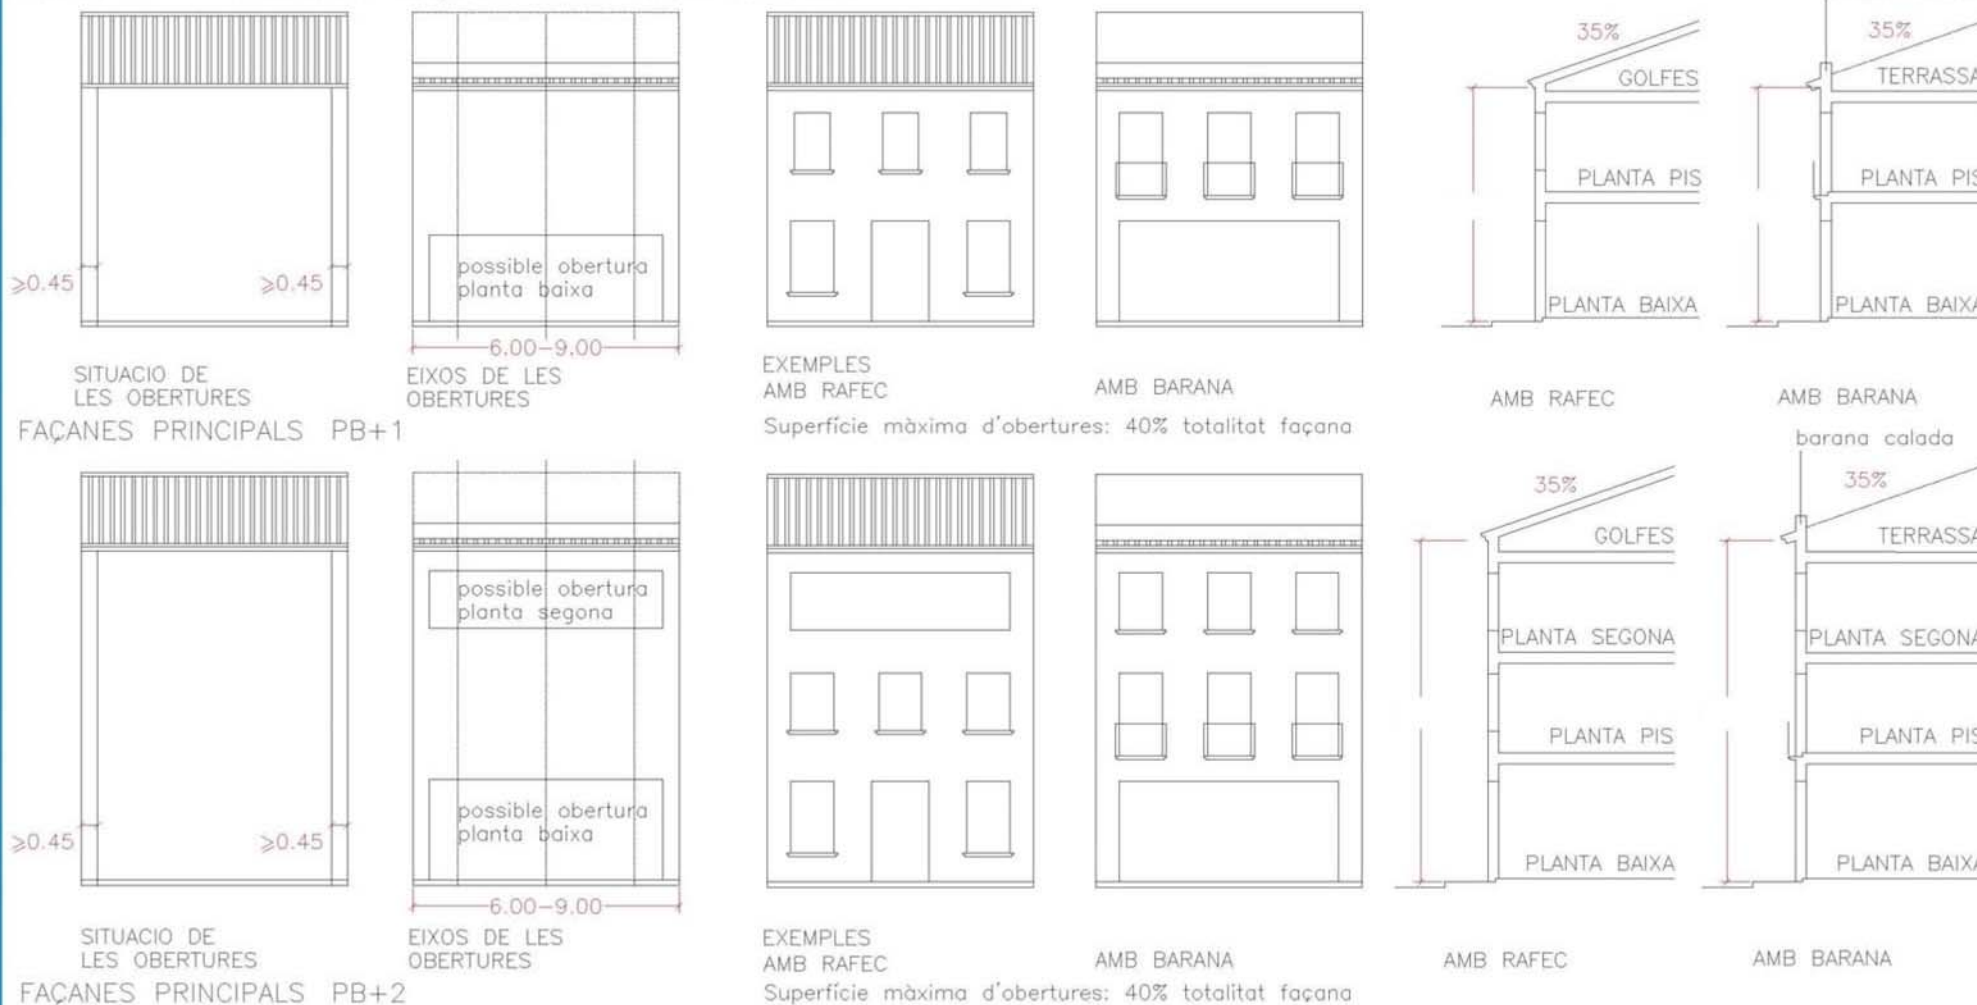 35%
35%
GOLFES
TERRASSA
PLANTA PIS
PLANTA PIS
possible obertura
planta baixa
≥0.45
≥0.45
PLANTA BAIXA
PLANTA BAIXA
6.00-9.00
SITUACIO DE
LES OBERTURES
EIXOS DE LES
OBERTURES
EXEMPLES
AMB RAFEC
AMB BARANA
AMB RAFEC
AMB BARANA
FAÇANES PRINCIPALS PB+1
Superfície màxima d'obertures: 40% totalitat façana
barana calada
35%
35%
GOLFES
TERRASSA
possible obertura
planta segona
PLANTA SEGONA
PLANTA SEGONA
PLANTA PIS
PLANTA PIS
possible obertura
planta baixa
≥0.45
≥0.45
PLANTA BAIXA
PLANTA BAIXA
6.00-9.00
SITUACIO DE
LES OBERTURES
EIXOS DE LES
OBERTURES
EXEMPLES
AMB RAFEC
AMB BARANA
AMB RAFEC
AMB BARANA
FAÇANES PRINCIPALS PB+2
Superfície màxima d'obertures: 40% totalitat façana